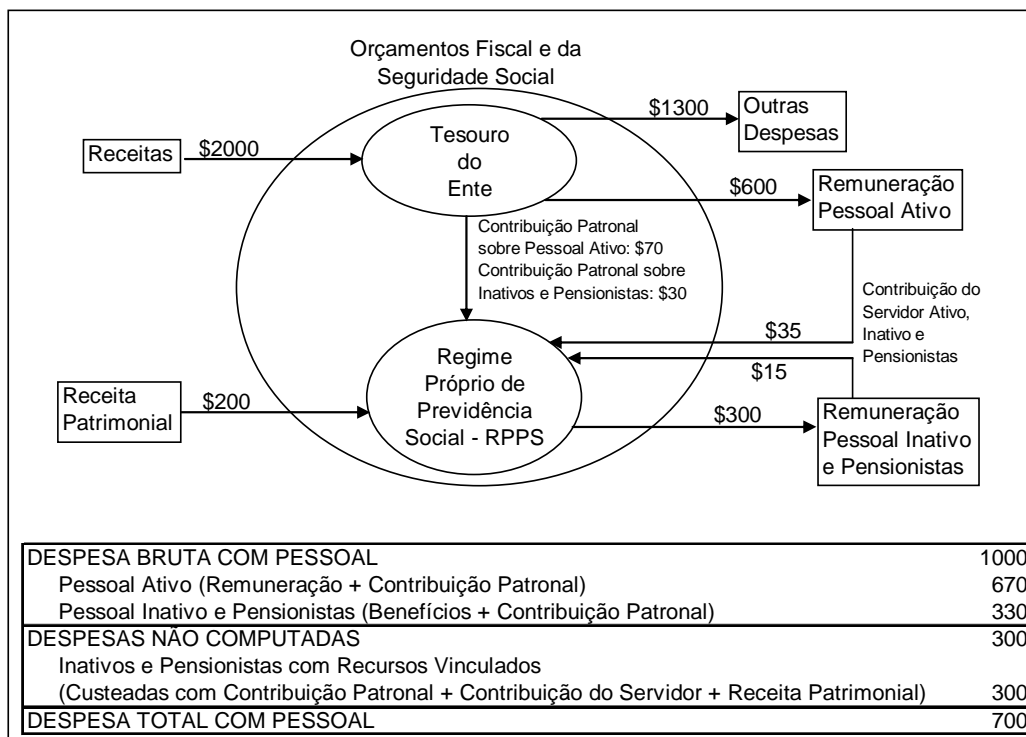 Orçamentos Fiscal e da
Seguridade Social
$1300
Outras
Despesas
Receitas
$2000
Tesouro
do
Ente
$600
Remuneração
Pessoal Ativo
Contribuição Patronal
sobre Pessoal Ativo: $70
Contribuição Patronal sobre
Inativos e Pensionistas: $30
Contribuição do
Servidor Ativo,
Inativo e
Pensionistas
$35
$15
Receita
Patrimonial
$200
Regime
Próprio de
Previdência
Social - RPPS
$300
Remuneração
Pessoal Inativo
e Pensionistas
DESPESA BRUTA COM PESSOAL 1000
Pessoal Ativo (Remuneração + Contribuição Patronal) 670
Pessoal Inativo e Pensionistas (Benefícios + Contribuição Patronal) 330
DESPESAS NÃO COMPUTADAS 300
Inativos e Pensionistas com Recursos Vinculados
(Custeadas com Contribuição Patronal + Contribuição do Servidor + Receita Patrimonial) 300
DESPESA TOTAL COM PESSOAL 700